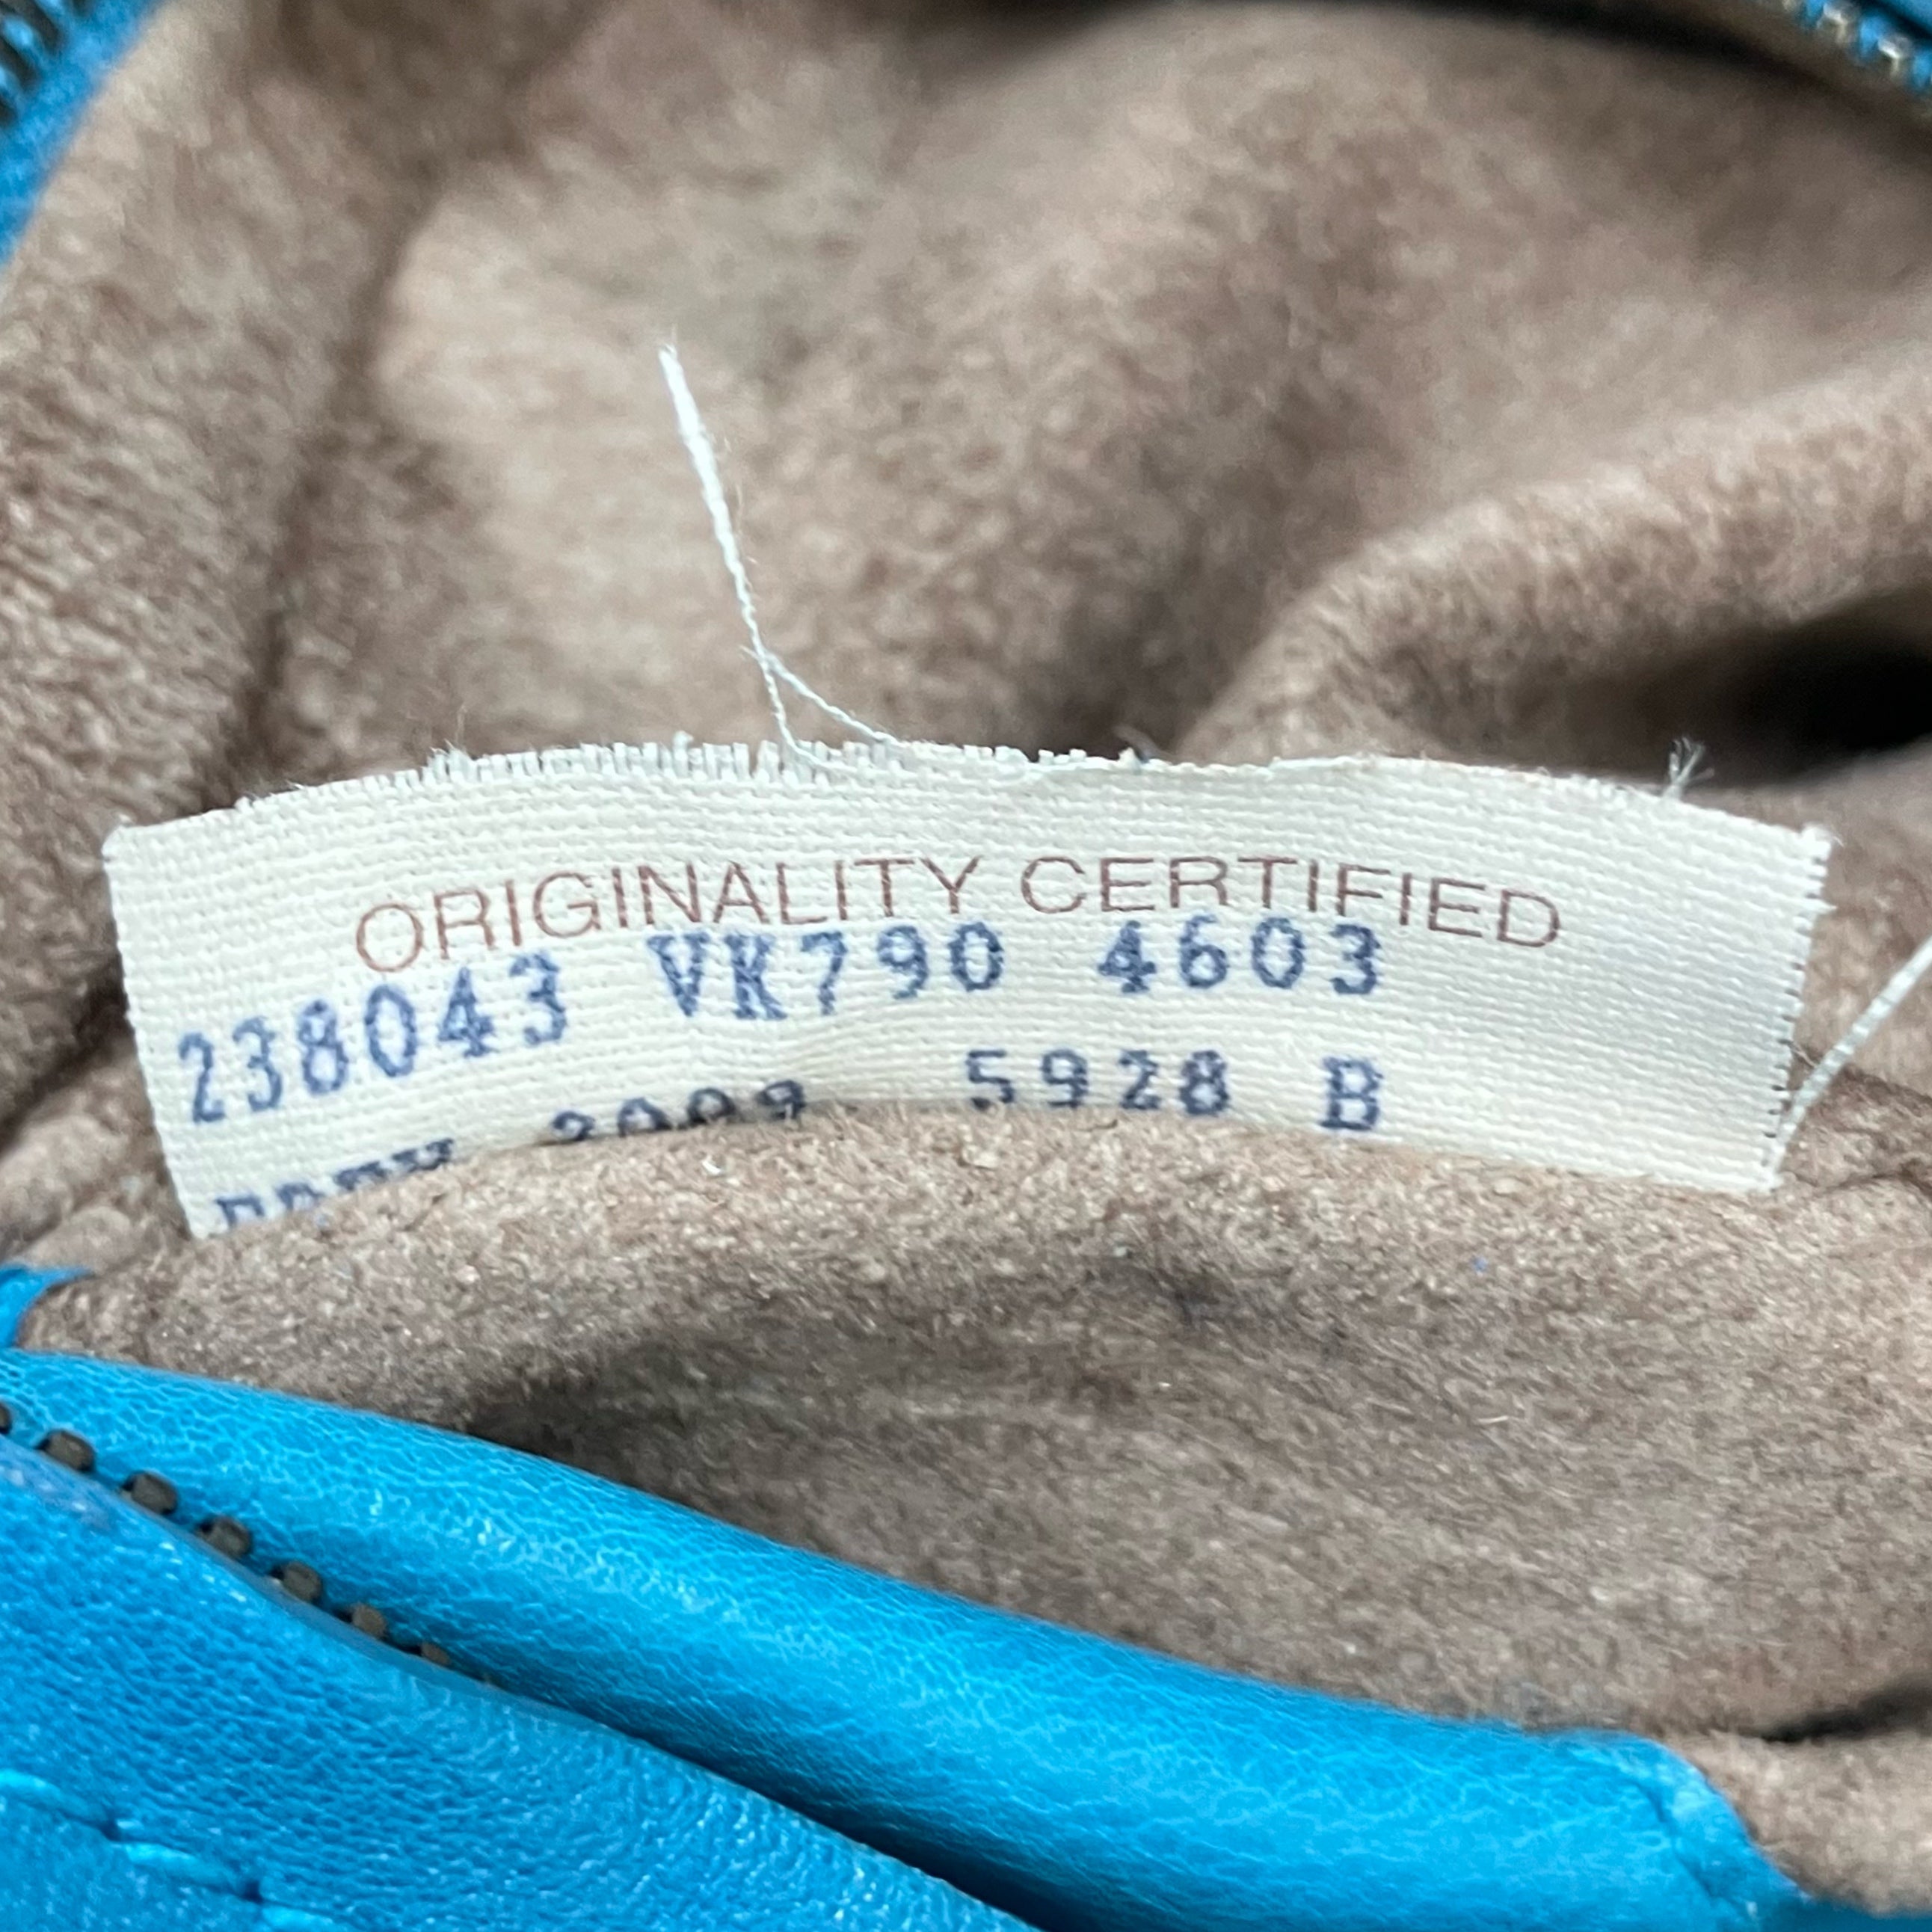 ORIGINALITY CERTIFIED
238043 VK790 4603
5928 B